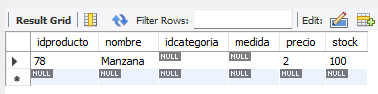 Result Grid Filter Rows: Edit:
idproducto nombre idcategoria medida precio stock
78 Manzana NULL NULL 2 100
NULL NULL NULL NULL NULL NULL